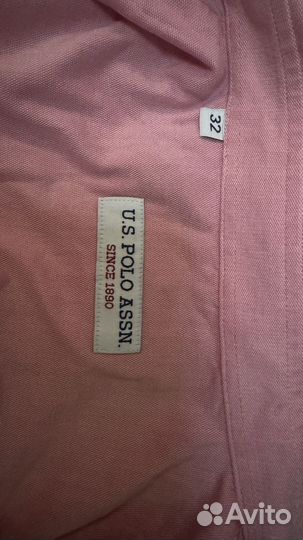 32
U.S. POLO ASSN.
SINCE 1890
Avito